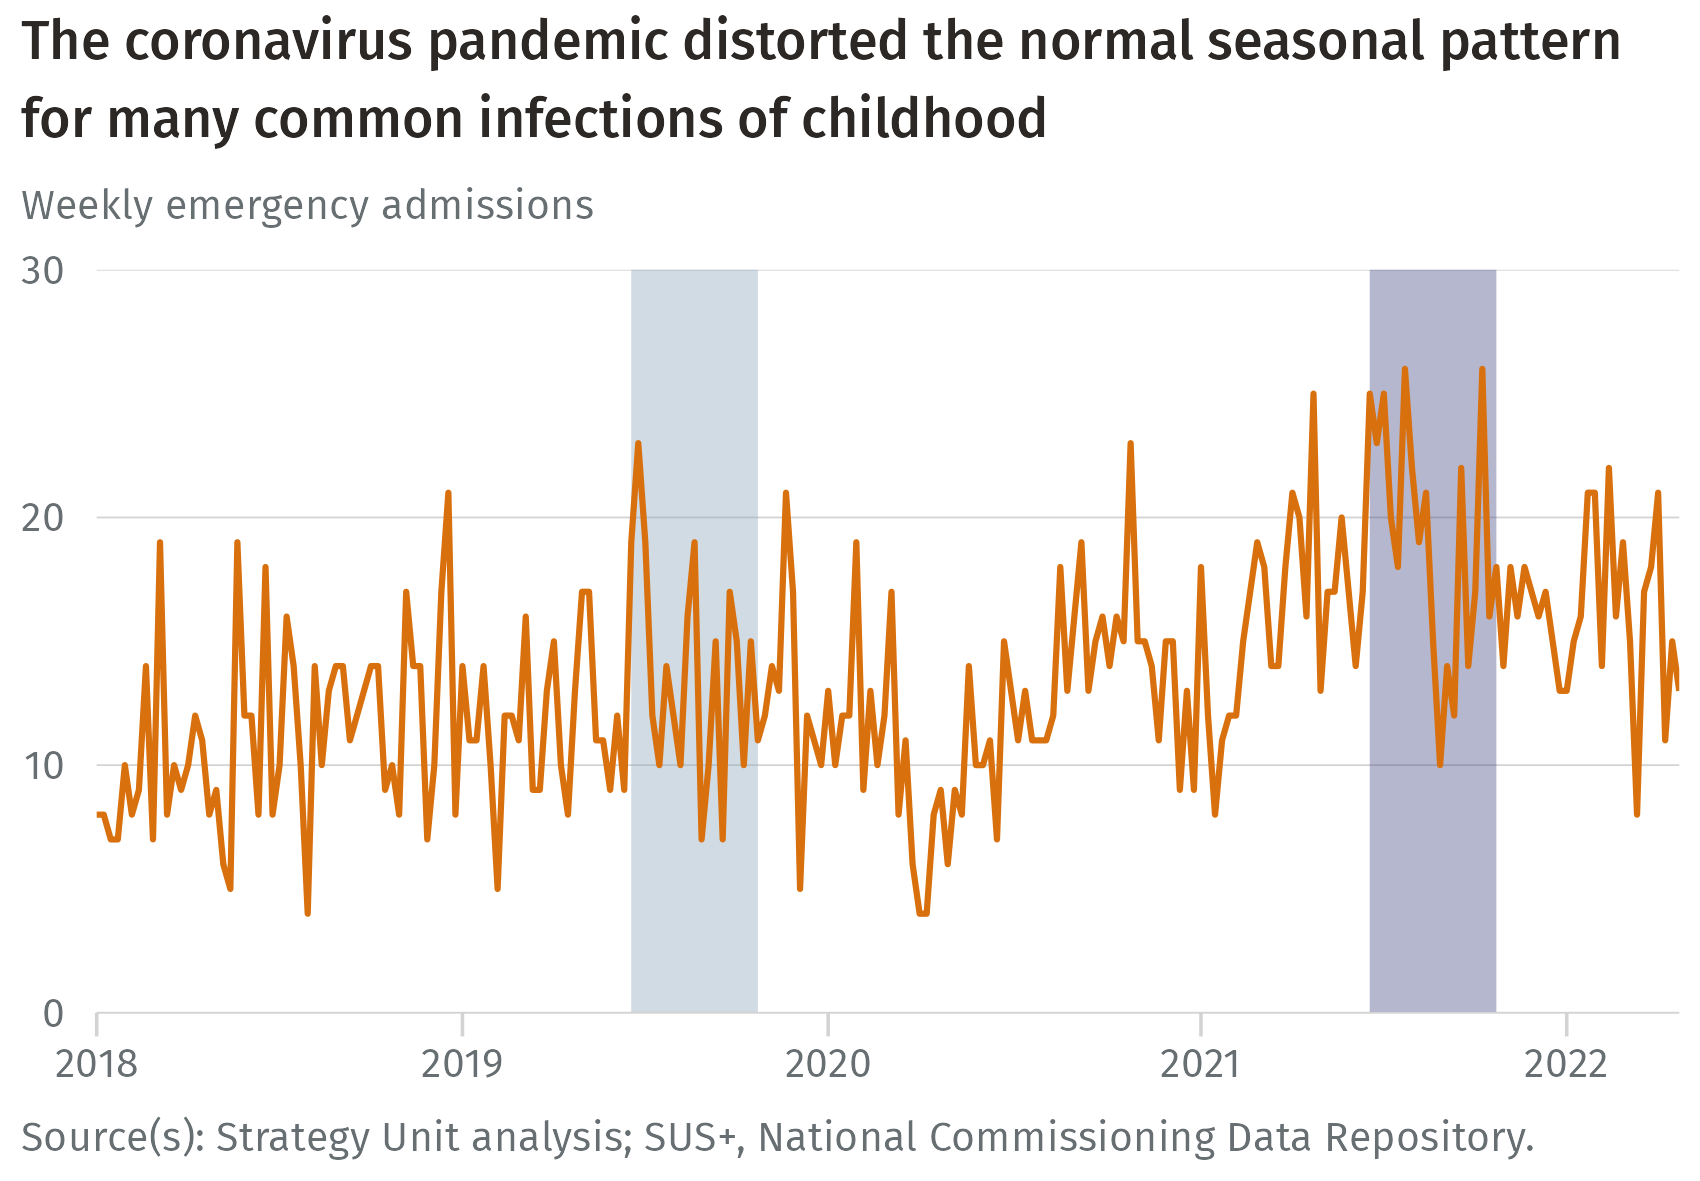 The coronavirus pandemic distorted the normal seasonal pattern
for many common infections of childhood
Weekly emergency admissions
30
20
10
0
2018 2019 2020 2021 2022
Source(s): Strategy Unit analysis; SUS+, National Commissioning Data Repository.